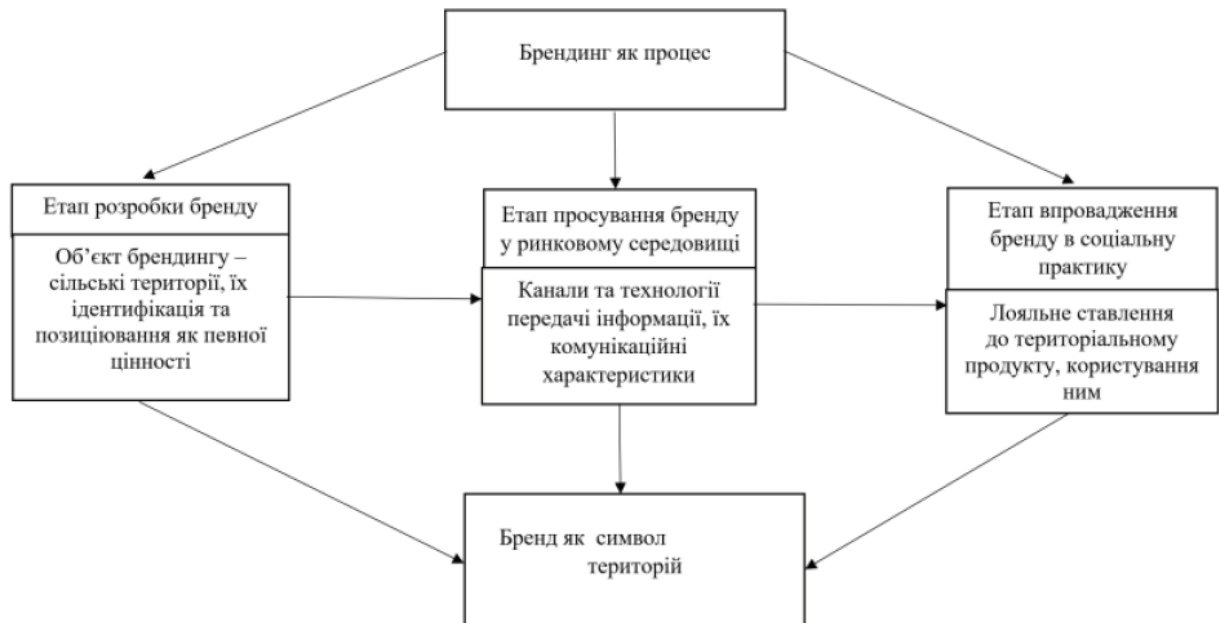 Брендинг як процес
Етап розробки бренду
Об’єкт брендингу –
сільські території, їх
ідентифікація та
позиціювання як певної
цінності
Етап просування бренду
у ринковому середовищі
Канали та технології
передачі інформації, їх
комунікаційні
характеристики
Етап впровадження
бренду в соціальну
практику
Лояльне ставлення
до територіальному
продукту, користування
ним
Бренд як символ
територій